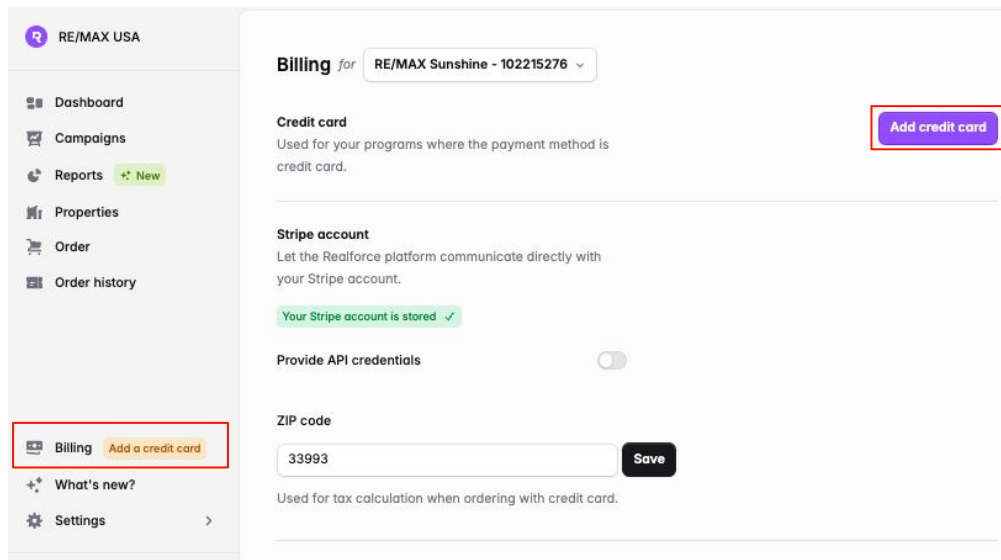 RE/MAX USA
Dashboard
Campaigns
Reports New
Properties
Order
Order history
Billing Add a credit card
What's new?
Settings
Billing for RE/MAX Sunshine - 102215276
Credit card
Used for your programs where the payment method is
credit card.
Add credit card
Stripe account
Let the Realforce platform communicate directly with
your Stripe account.
Your Stripe account is stored
Provide API credentials
ZIP code
33993
Save
Used for tax calculation when ordering with credit card.